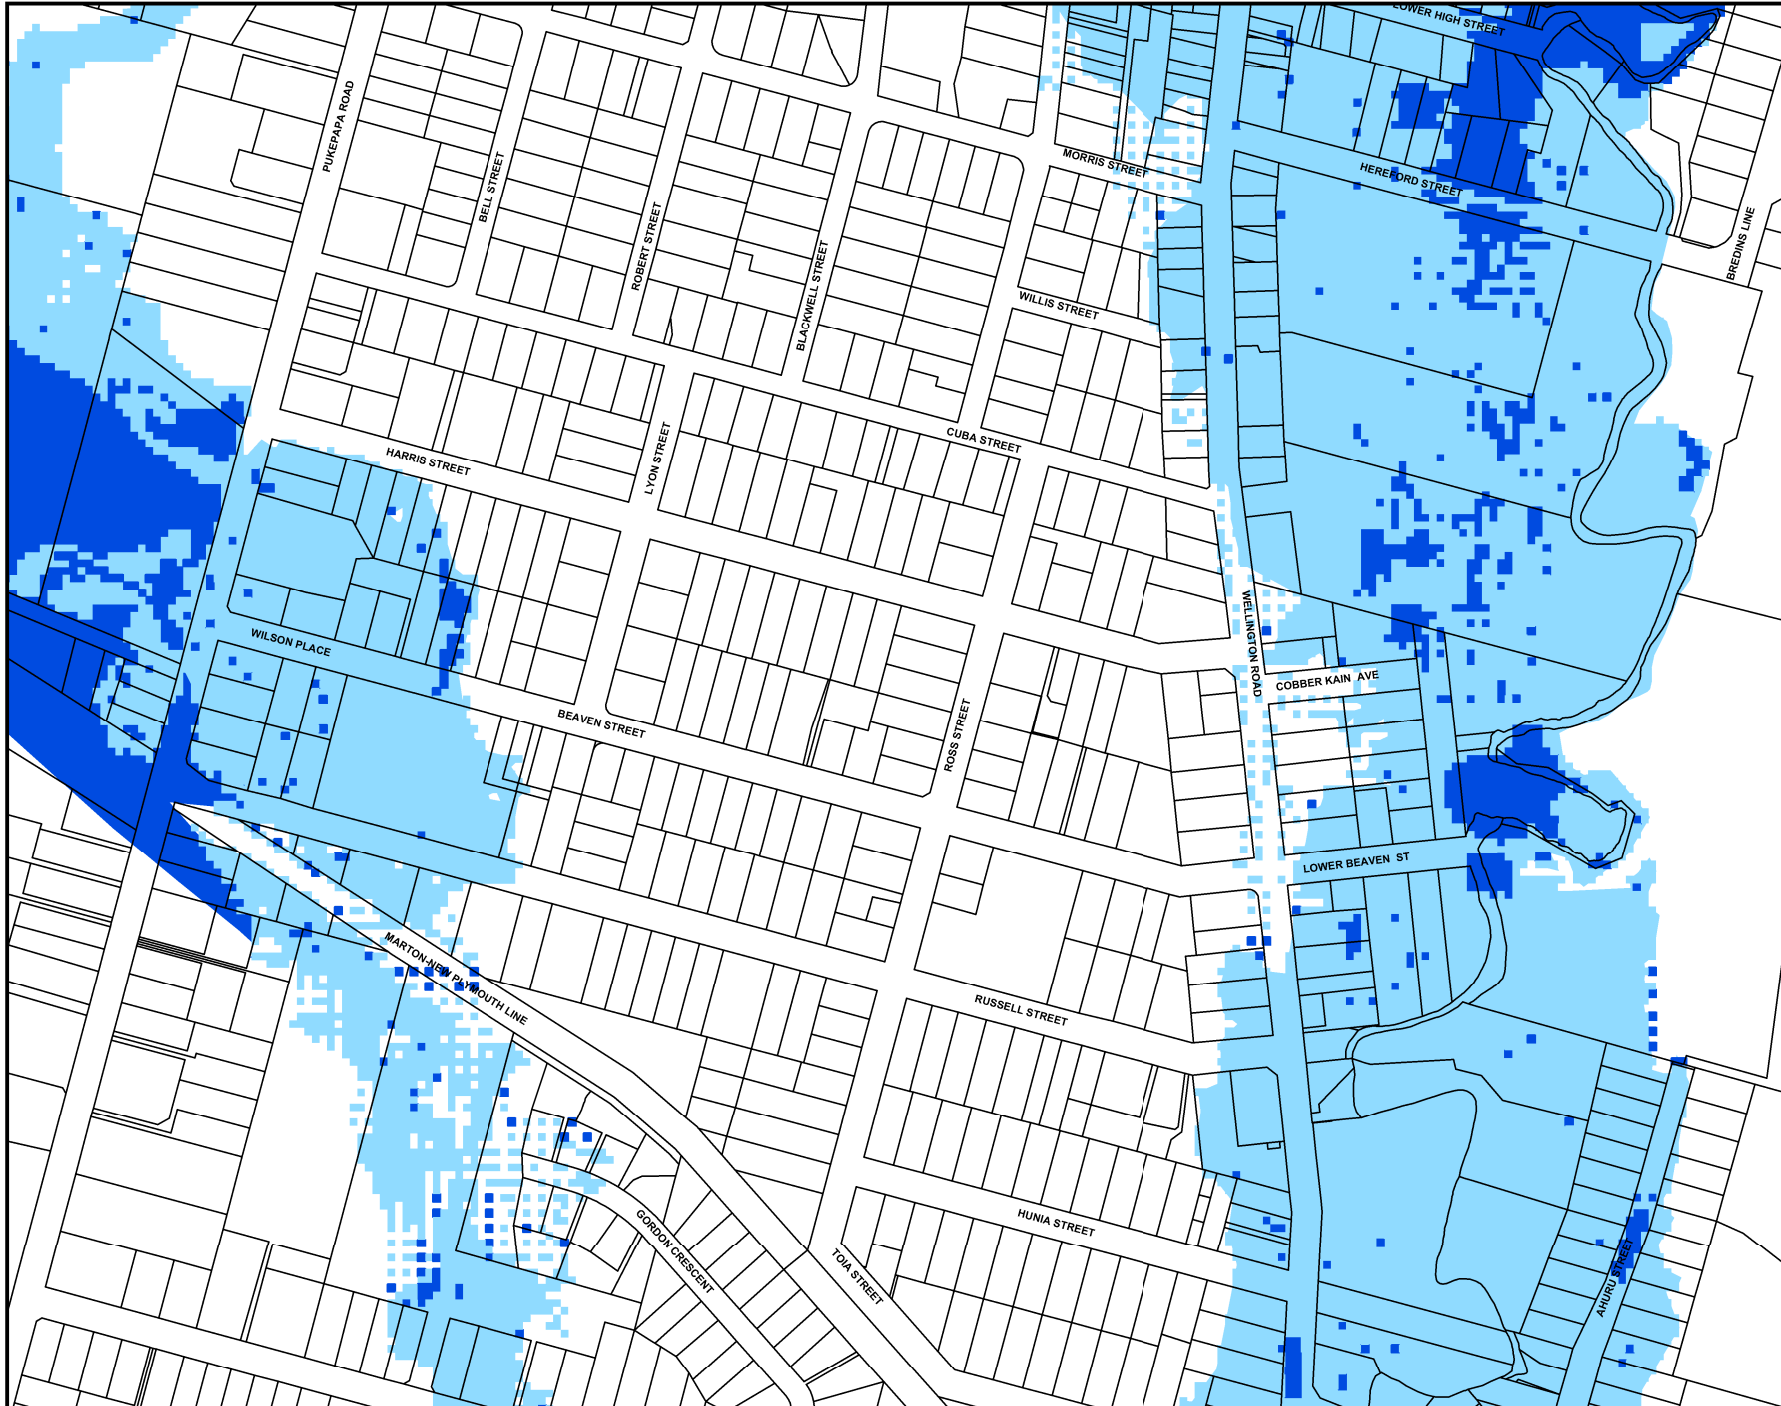 LOWER HIGH STREET
PUKEPAPA ROAD
MORRIS STREET
HEREFORD STREET
BELL STREET
ROBERT STREET
BREDINS LINE
BLACKWELL STREET
WILLIS STREET
CUBA STREET
HARRIS STREET
LYON STREET
WELLINGTON ROAD
WILSON PLACE
COBBER KAIN AVE
BEAVEN STREET
ROSS STREET
LOWER BEAVEN ST
MARTON-NEW PLYMOUTH LINE
RUSSELL STREET
HUNIA STREET
GORDON CRESCENT
TOIA STREET
AHURU STREET